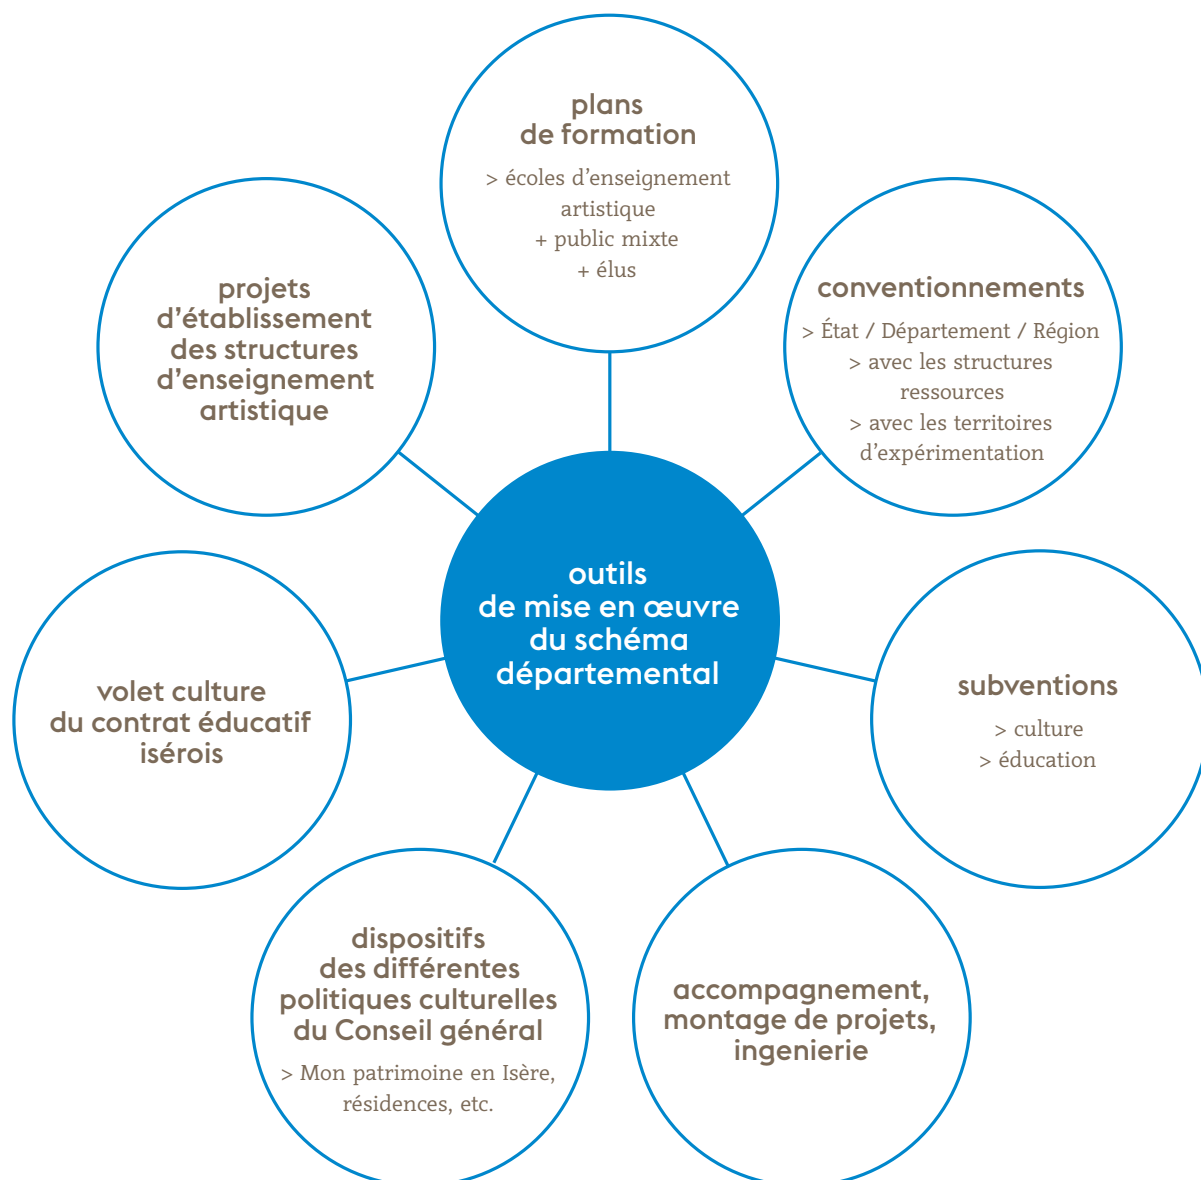 plans
de formation
> écoles d'enseignement
artistique
+ public mixte
+ élus
projets
d'établissement
des structures
d'enseignement
artistique
conventionnements
> État / Département / Région
> avec les structures
ressources
> avec les territoires
d'expérimentation
outils
de mise en œuvre
du schéma
départemental
volet culture
du contrat éducatif
isérois
subventions
> culture
> éducation
dispositifs
des différentes
politiques culturelles
du Conseil général
> Mon patrimoine en Isère,
résidences, etc.
accompagnement,
montage de projets,
ingenierie